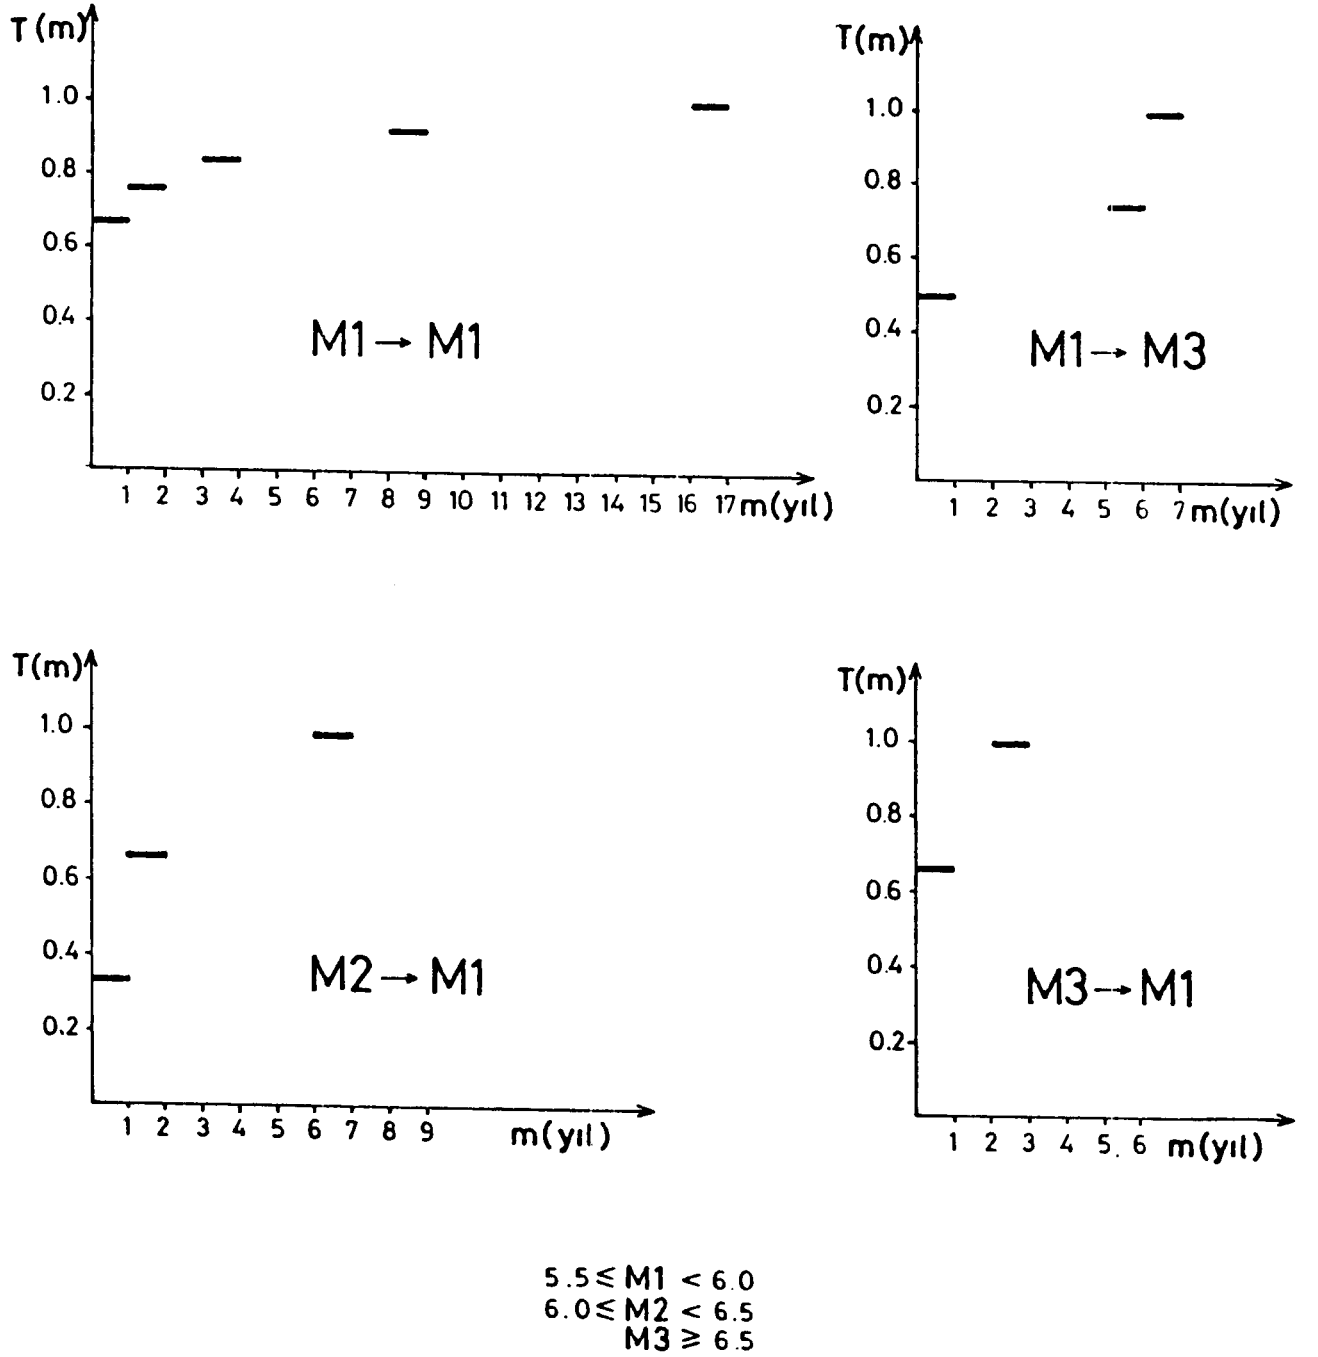 T(m)
1.0
0.8
0.6
0.4
0.2
M1→M1
1 2 3 4 5 6 7 8 9 10 11 12 13 14 15 16 17 m(yıl)
T(m)
1.0
0.8
0.6
0.4
0.2
M1→M3
1 2 3 4 5 6 7 m(yıl)
T(m)
1.0
0.8
0.6
0.4
0.2
M2→M1
1 2 3 4 5 6 7 8 9 m(yıl)
T(m)
1.0
0.8
0.6
0.4
0.2
M3→M1
1 2 3 4 5 6 m(yıl)
5.5 ≤ M1 < 6.0
6.0 ≤ M2 < 6.5
M3 ≥ 6.5